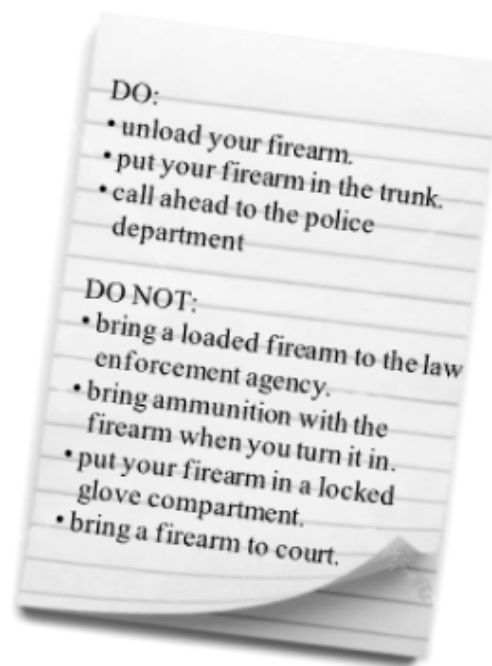 DO:
• unload your firearm.
• put your firearm in the trunk.
• call ahead to the police
department
DO NOT:
• bring a loaded firearm to the law
enforcement agency.
• bring ammunition with the
firearm when you turn it in.
• put your firearm in a locked
glove compartment.
• bring a firearm to court.